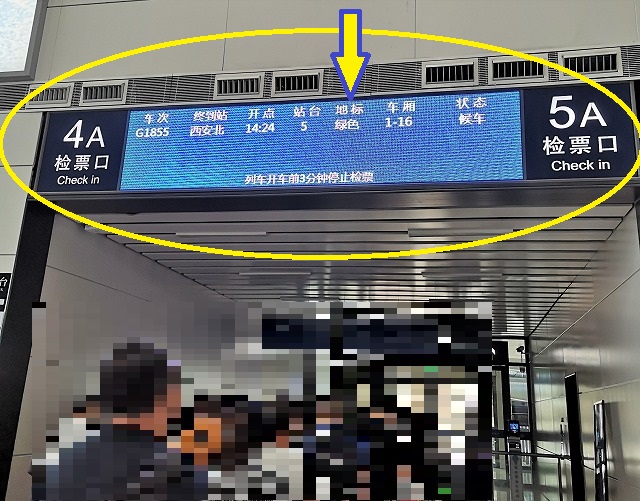 4A
检票口
Check in
车次 终到站 开点 站台 地标 车厢 状态
G1855 西安北 14:24 5 绿色 1-16 候车
列车开车前3分钟停止检票
5A
检票口
Check in